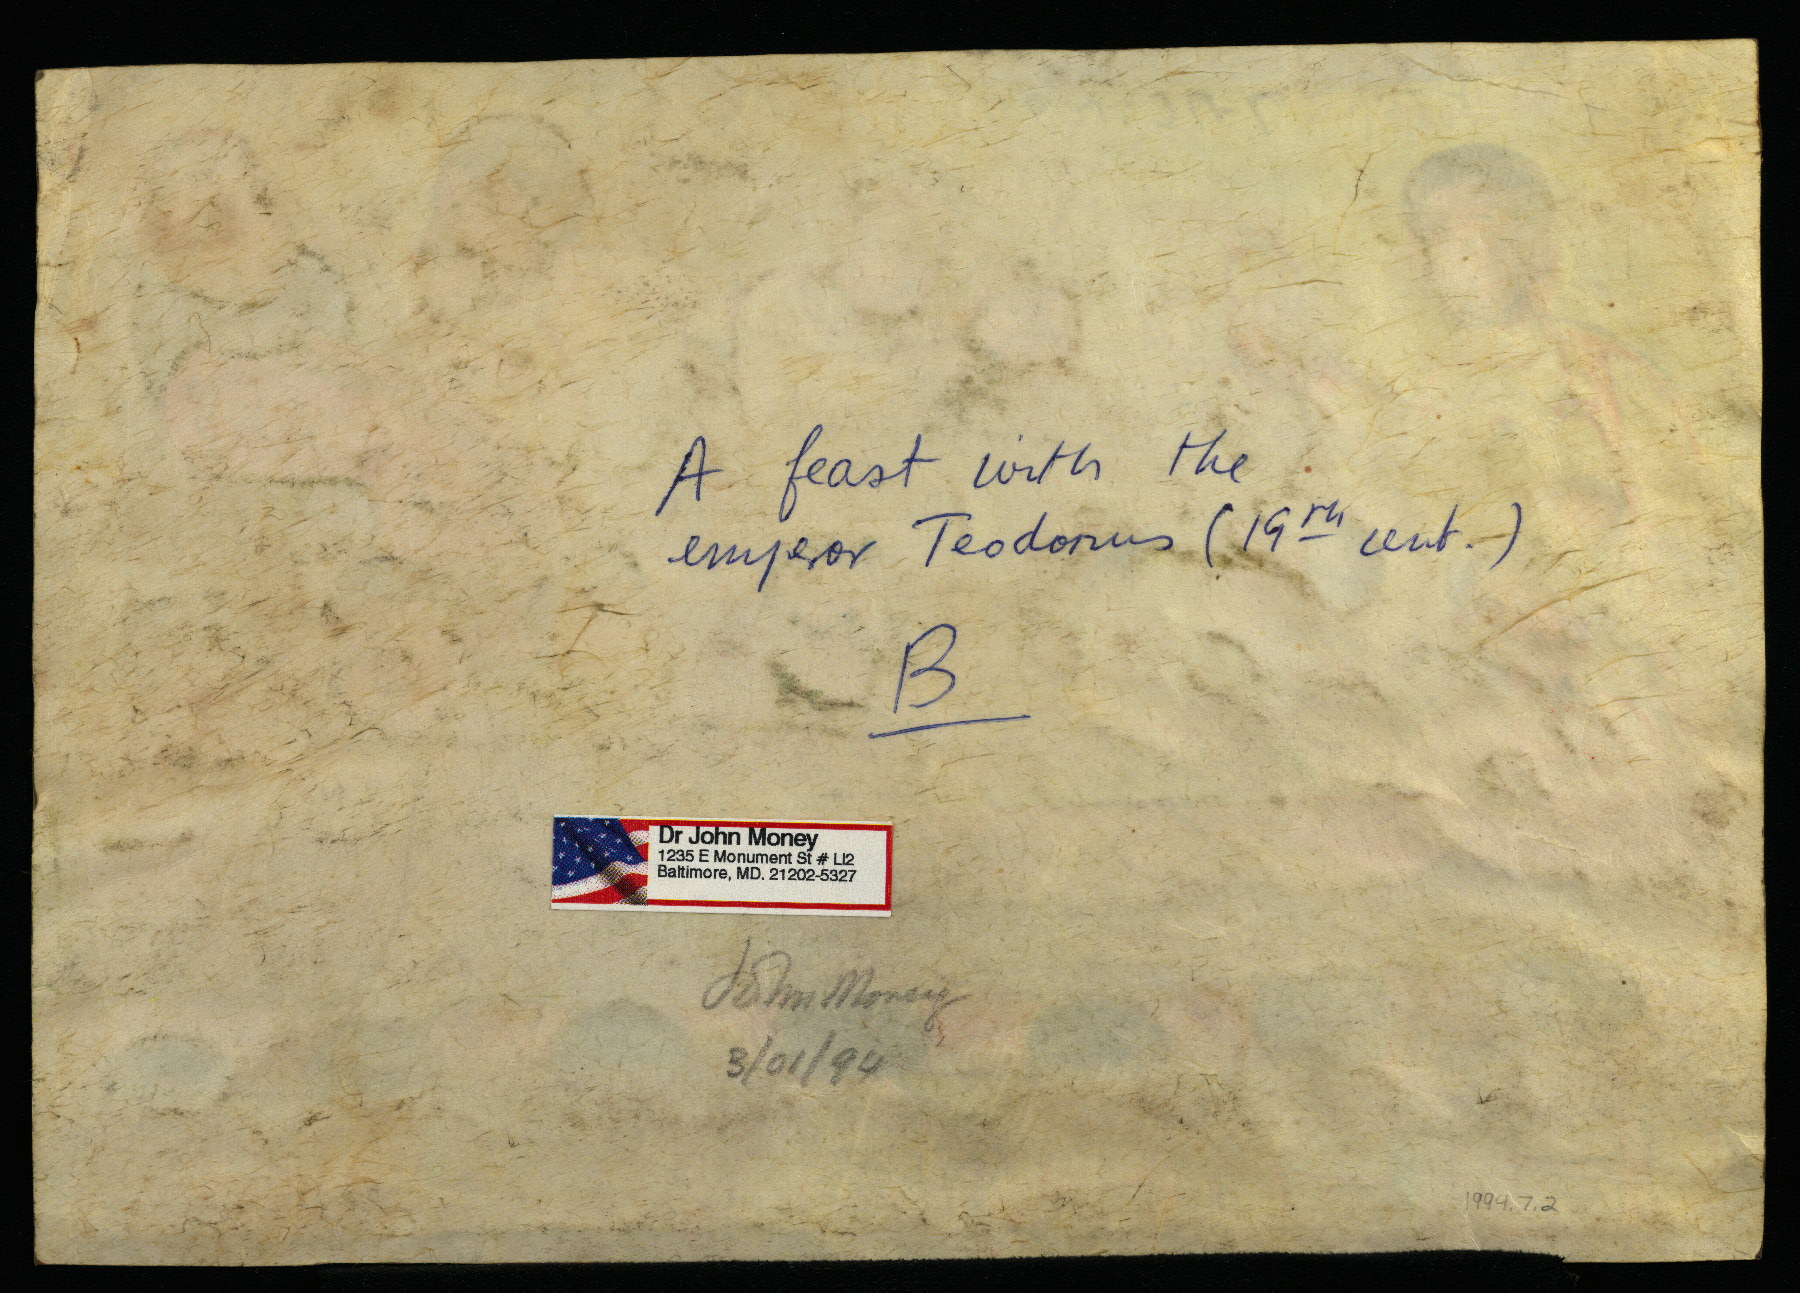 A feast with the
emperor Teodorus (19th cent.)
B
Dr John Money
1235 E Monument St # Ll2
Baltimore, MD. 21202-5327
John Money
3/01/94
1994.7.2